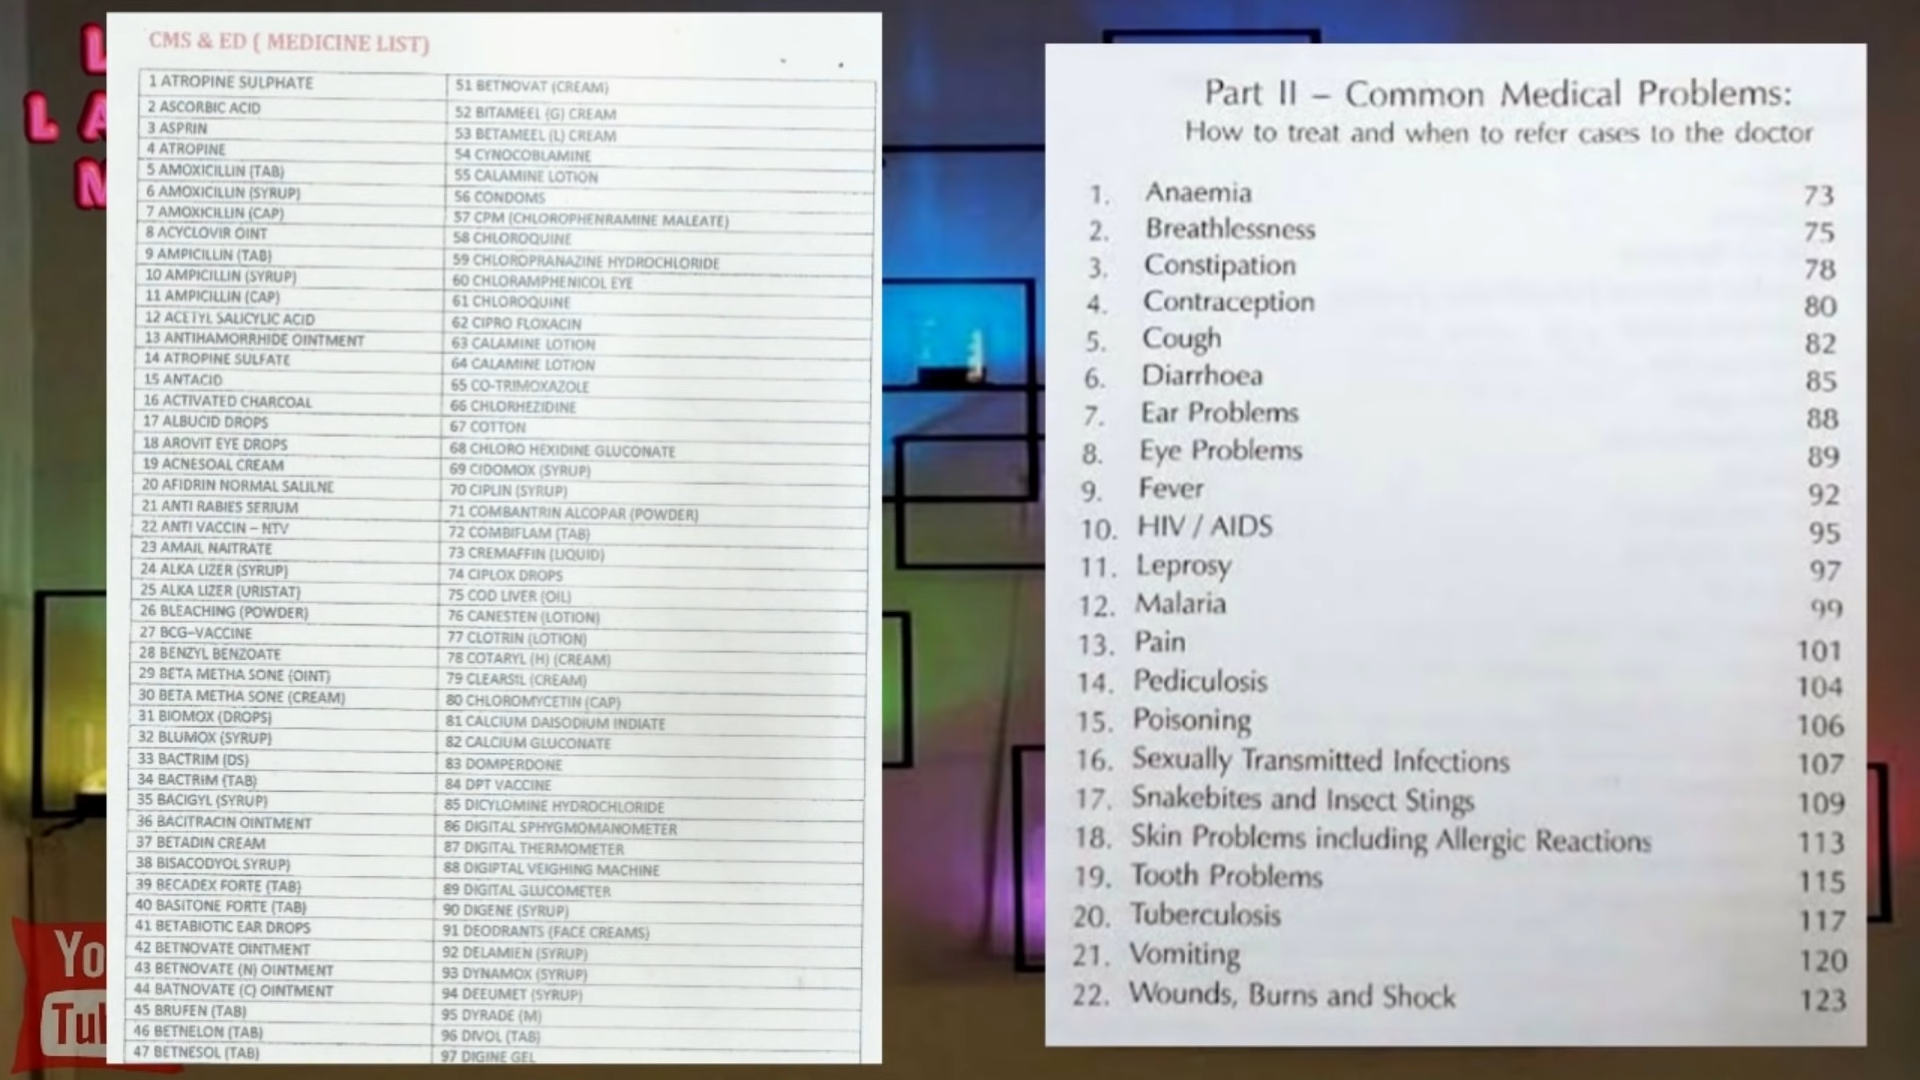 L
L A
M
Yo
Tu
CMS & ED ( MEDICINE LIST)
1 ATROPINE SULPHATE
2 ASCORBIC ACID
3 ASPRIN
4 ATROPINE
5 AMOXICILLIN (TAB)
6 AMOXICILLIN (SYRUP)
7 AMOXICILLIN (CAP)
8 ACYCLOVIR OINT
9 AMPICILLIN (TAB)
10 AMPICILLIN (SYRUP)
11 AMPICILLIN (CAP)
12 ACETYL SALICYLIC ACID
13 ANTIHAMORRHIDE OINTMENT
14 ATROPINE SULFATE
15 ANTACID
16 ACTIVATED CHARCOAL
17 ALBUCID DROPS
18 AROVIT EYE DROPS
19 ACNESOAL CREAM
20 AFIDRIN NORMAL SALILNE
21 ANTI RABIES SERIUM
22 ANTI VACCIN – NTV
23 AMAIL NAITRATE
24 ALKA LIZER (SYRUP)
25 ALKA LIZER (URISTAT)
26 BLEACHING (POWDER)
27 BCG–VACCINE
28 BENZYL BENZOATE
29 BETA METHA SONE (OINT)
30 BETA METHA SONE (CREAM)
31 BIOMOX (DROPS)
32 BLUMOX (SYRUP)
33 BACTRIM (DS)
34 BACTRIM (TAB)
35 BACIGYL (SYRUP)
36 BACITRACIN OINTMENT
37 BETADIN CREAM
38 BISACODYOL SYRUP)
39 BECADEX FORTE (TAB)
40 BASITONE FORTE (TAB)
41 BETABIOTIC EAR DROPS
42 BETNOVATE OINTMENT
43 BETNOVATE (N) OINTMENT
44 BATNOVATE (C) OINTMENT
45 BRUFEN (TAB)
46 BETNELON (TAB)
47 BETNESOL (TAB)
51 BETNOVAT (CREAM)
52 BITAMEEL (G) CREAM
53 BETAMEEL (L) CREAM
54 CYNOCOBLAMINE
55 CALAMINE LOTION
56 CONDOMS
57 CPM (CHLOROPHENRAMINE MALEATE)
58 CHLOROQUINE
59 CHLOROPRANAZINE HYDROCHLORIDE
60 CHLORAMPHENICOL EYE
61 CHLOROQUINE
62 CIPRO FLOXACIN
63 CALAMINE LOTION
64 CALAMINE LOTION
65 CO-TRIMOXAZOLE
66 CHLORHEZIDINE
67 COTTON
68 CHLORO HEXIDINE GLUCONATE
69 CIDOMOX (SYRUP)
70 CIPLIN (SYRUP)
71 COMBANTRIN ALCOPAR (POWDER)
72 COMBIFLAM (TAB)
73 CREMAFFIN (LIQUID)
74 CIPLOX DROPS
75 COD LIVER (OIL)
76 CANESTEN (LOTION)
77 CLOTRIN (LOTION)
78 COTARYL (H) (CREAM)
79 CLEARSIL (CREAM)
80 CHLOROMYCETIN (CAP)
81 CALCIUM DAISODIUM INDIATE
82 CALCIUM GLUCONATE
83 DOMPERDONE
84 DPT VACCINE
85 DICYLOMINE HYDROCHLORIDE
86 DIGITAL SPHYGMOMANOMETER
87 DIGITAL THERMOMETER
88 DIGIPTAL VEIGHING MACHINE
89 DIGITAL GLUCOMETER
90 DIGENE (SYRUP)
91 DEODRANTS (FACE CREAMS)
92 DELAMIEN (SYRUP)
93 DYNAMOX (SYRUP)
94 DEEUMET (SYRUP)
95 DYRADE (M)
96 DIVOL (TAB)
97 DIGINE GEL
Part II – Common Medical Problems:
How to treat and when to refer cases to the doctor
1. Anaemia 73
2. Breathlessness 75
3. Constipation 78
4. Contraception 80
5. Cough 82
6. Diarrhoea 85
7. Ear Problems 88
8. Eye Problems 89
9. Fever 92
10. HIV / AIDS 95
11. Leprosy 97
12. Malaria 99
13. Pain 101
14. Pediculosis 104
15. Poisoning 106
16. Sexually Transmitted Infections 107
17. Snakebites and Insect Stings 109
18. Skin Problems including Allergic Reactions 113
19. Tooth Problems 115
20. Tuberculosis 117
21. Vomiting 120
22. Wounds, Burns and Shock 123